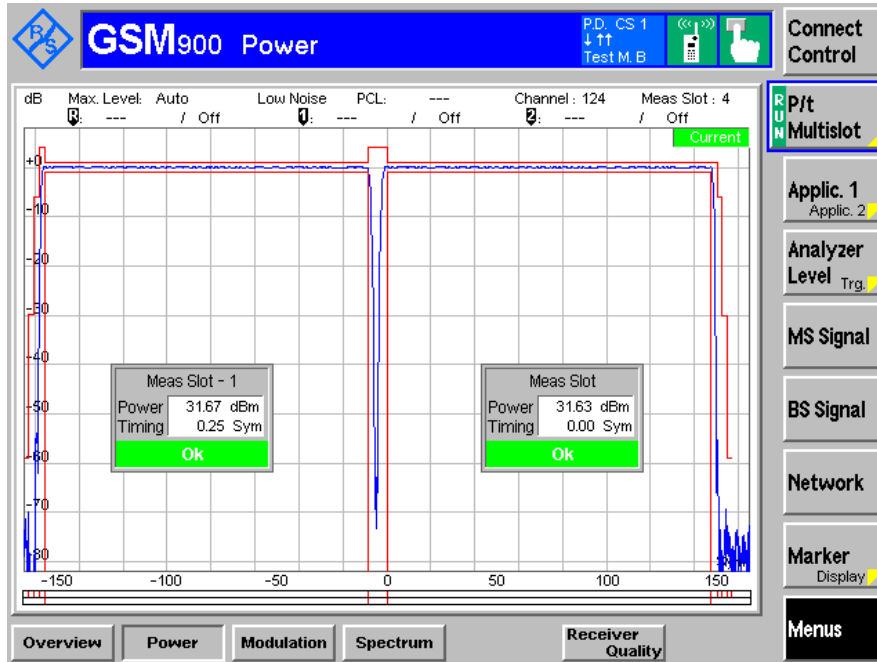 R/S
GSM900 Power
P.D. CS 1
↓ ↑↑
Test M. B
Connect
Control
dB Max. Level: Auto Low Noise PCL: --- Channel : 124 Meas Slot : 4
R: --- / Off 1: --- / Off 2: --- / Off
Current
RUN
P/t
Multislot
Applic. 1
Applic. 2
Analyzer
Level Trg.
MS Signal
BS Signal
Network
Marker
Display
Menus
+0
-10
-20
-30
-40
-50
-60
-70
-80
Meas Slot - 1
Power 31.67 dBm
Timing 0.25 Sym
Ok
Meas Slot
Power 31.63 dBm
Timing 0.00 Sym
Ok
-150 -100 -50 0 50 100 150
Overview Power Modulation Spectrum Receiver Quality